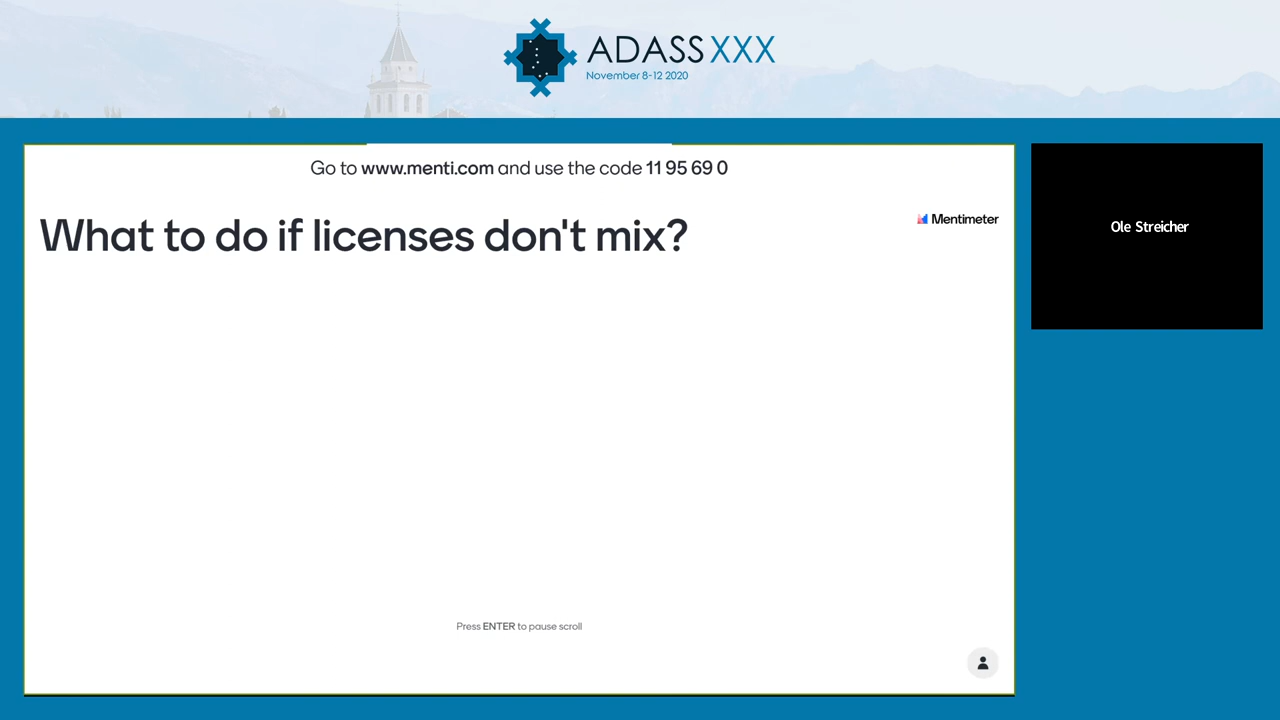 ADASS XXX
November 8-12 2020
Go to www.menti.com and use the code 11 95 69 0
What to do if licenses don't mix?
Mentimeter
Ole Streicher
Press ENTER to pause scroll